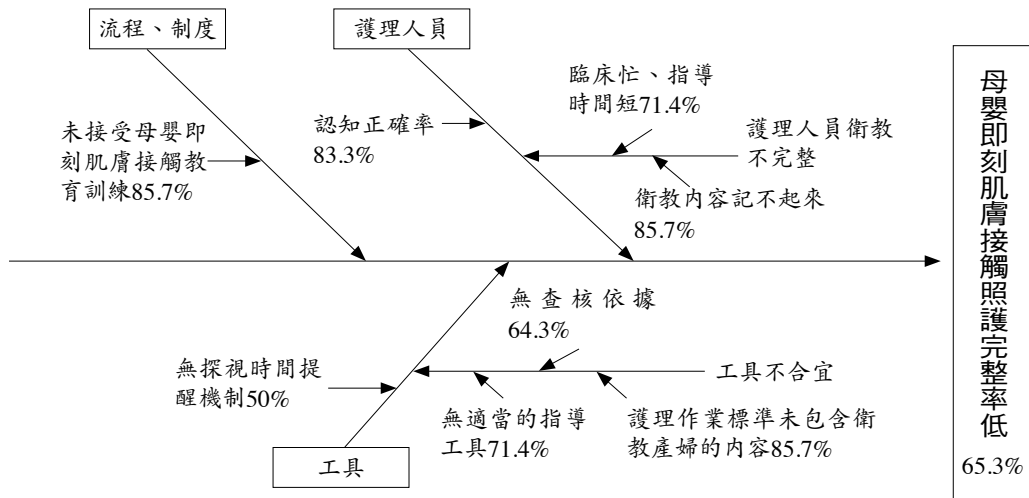 流程、制度
護理人員
未接受母嬰即
刻肌膚接觸教
育訓練85.7%
認知正確率
83.3%
臨床忙、指導
時間短71.4%
護理人員衛教
不完整
衛教內容記不起來
85.7%
無查核依據
64.3%
無探視時間提
醒機制50%
工具不合宜
無適當的指導
工具71.4%
護理作業標準未包含衛
教產婦的內容85.7%
工具
母嬰即刻肌膚接觸照護完整率低
65.3%